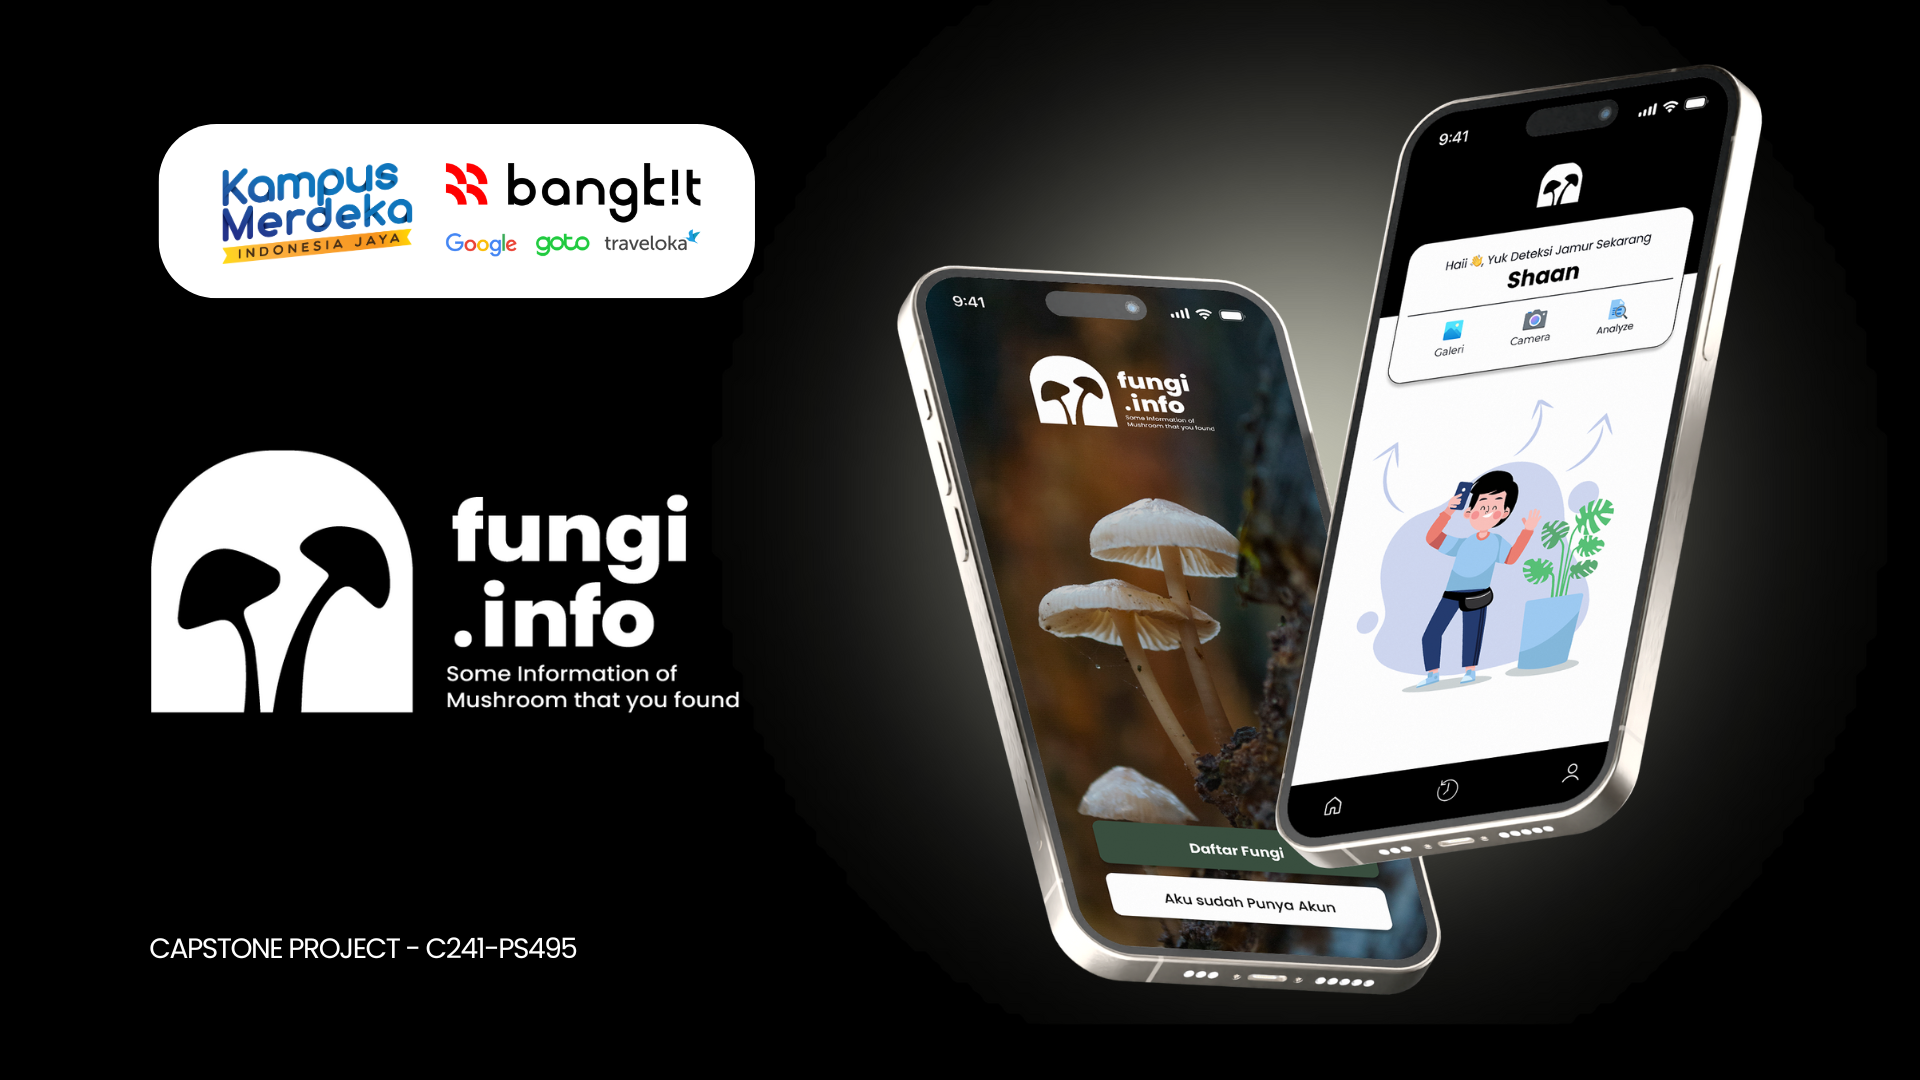 Kampus
Merdeka
INDONESIA JAYA
bangk!t
Google goto traveloka
fungi
.info
Some Information of
Mushroom that you found
CAPSTONE PROJECT - C241-PS495
9:41
fungi
.info
Some Information of
Mushroom that you found
Daftar Fungi
Aku sudah Punya Akun
9:41
Haii 👋, Yuk Deteksi Jamur Sekarang
Shaan
Galeri Camera Analyze